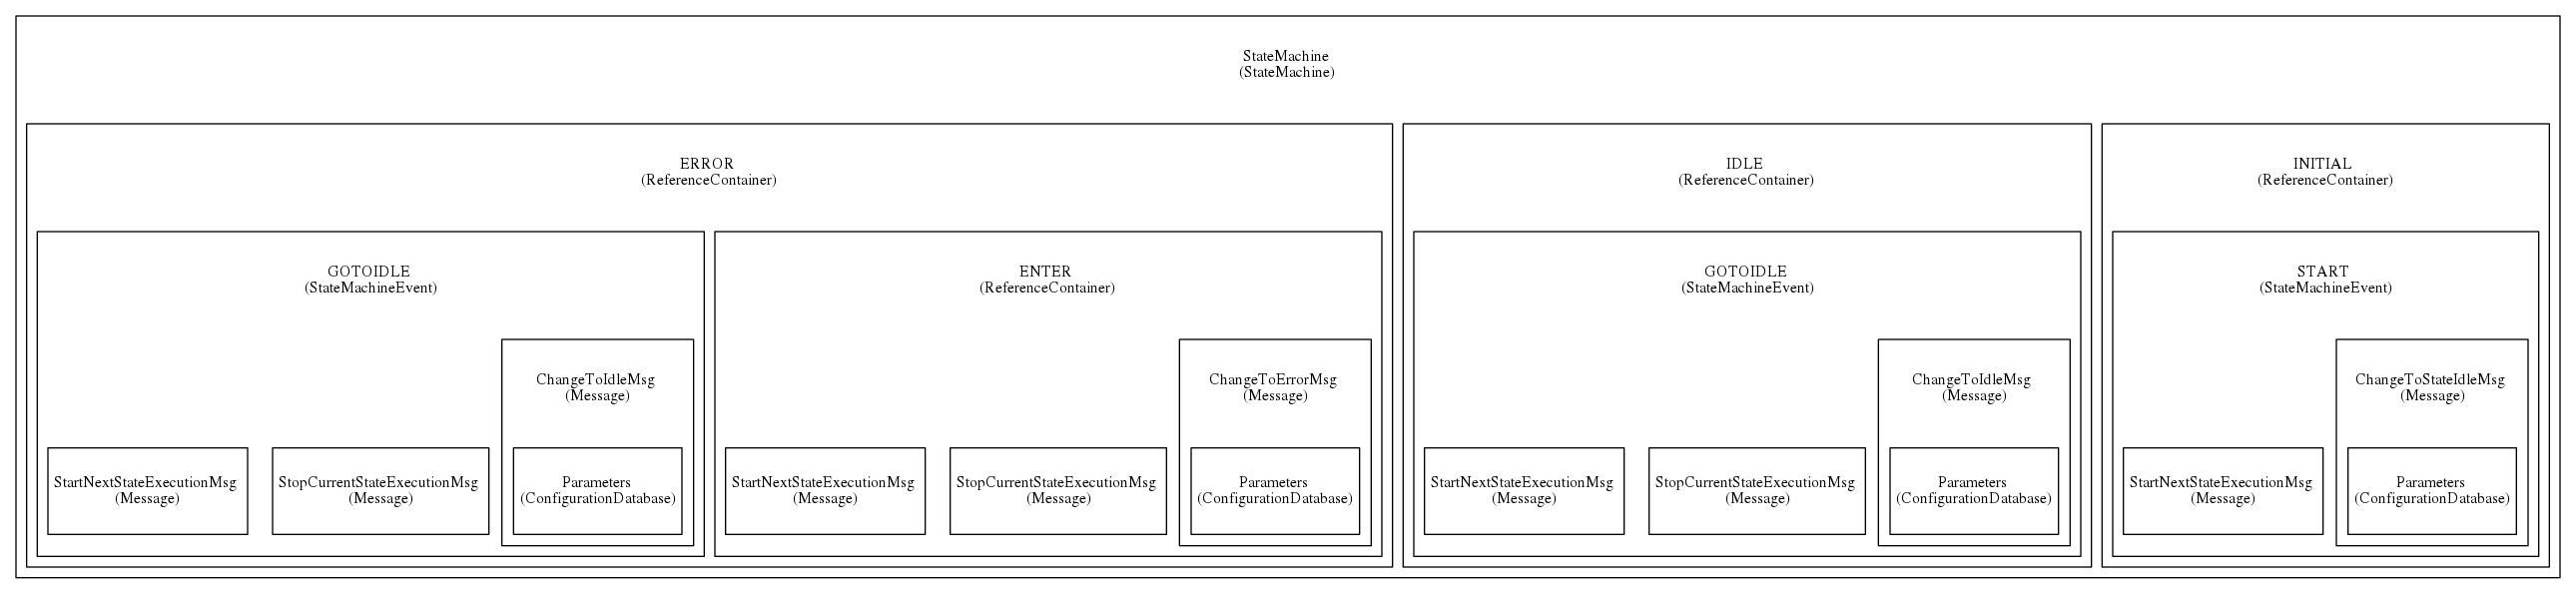 StateMachine
(StateMachine)
ERROR
(ReferenceContainer)
IDLE
(ReferenceContainer)
INITIAL
(ReferenceContainer)
GOTOIDLE
(StateMachineEvent)
ENTER
(ReferenceContainer)
GOTOIDLE
(StateMachineEvent)
START
(StateMachineEvent)
ChangeToIdleMsg
(Message)
ChangeToErrorMsg
(Message)
ChangeToIdleMsg
(Message)
ChangeToStateIdleMsg
(Message)
StartNextStateExecutionMsg
(Message)
StopCurrentStateExecutionMsg
(Message)
Parameters
(ConfigurationDatabase)
StartNextStateExecutionMsg
(Message)
StopCurrentStateExecutionMsg
(Message)
Parameters
(ConfigurationDatabase)
StartNextStateExecutionMsg
(Message)
StopCurrentStateExecutionMsg
(Message)
Parameters
(ConfigurationDatabase)
StartNextStateExecutionMsg
(Message)
Parameters
(ConfigurationDatabase)